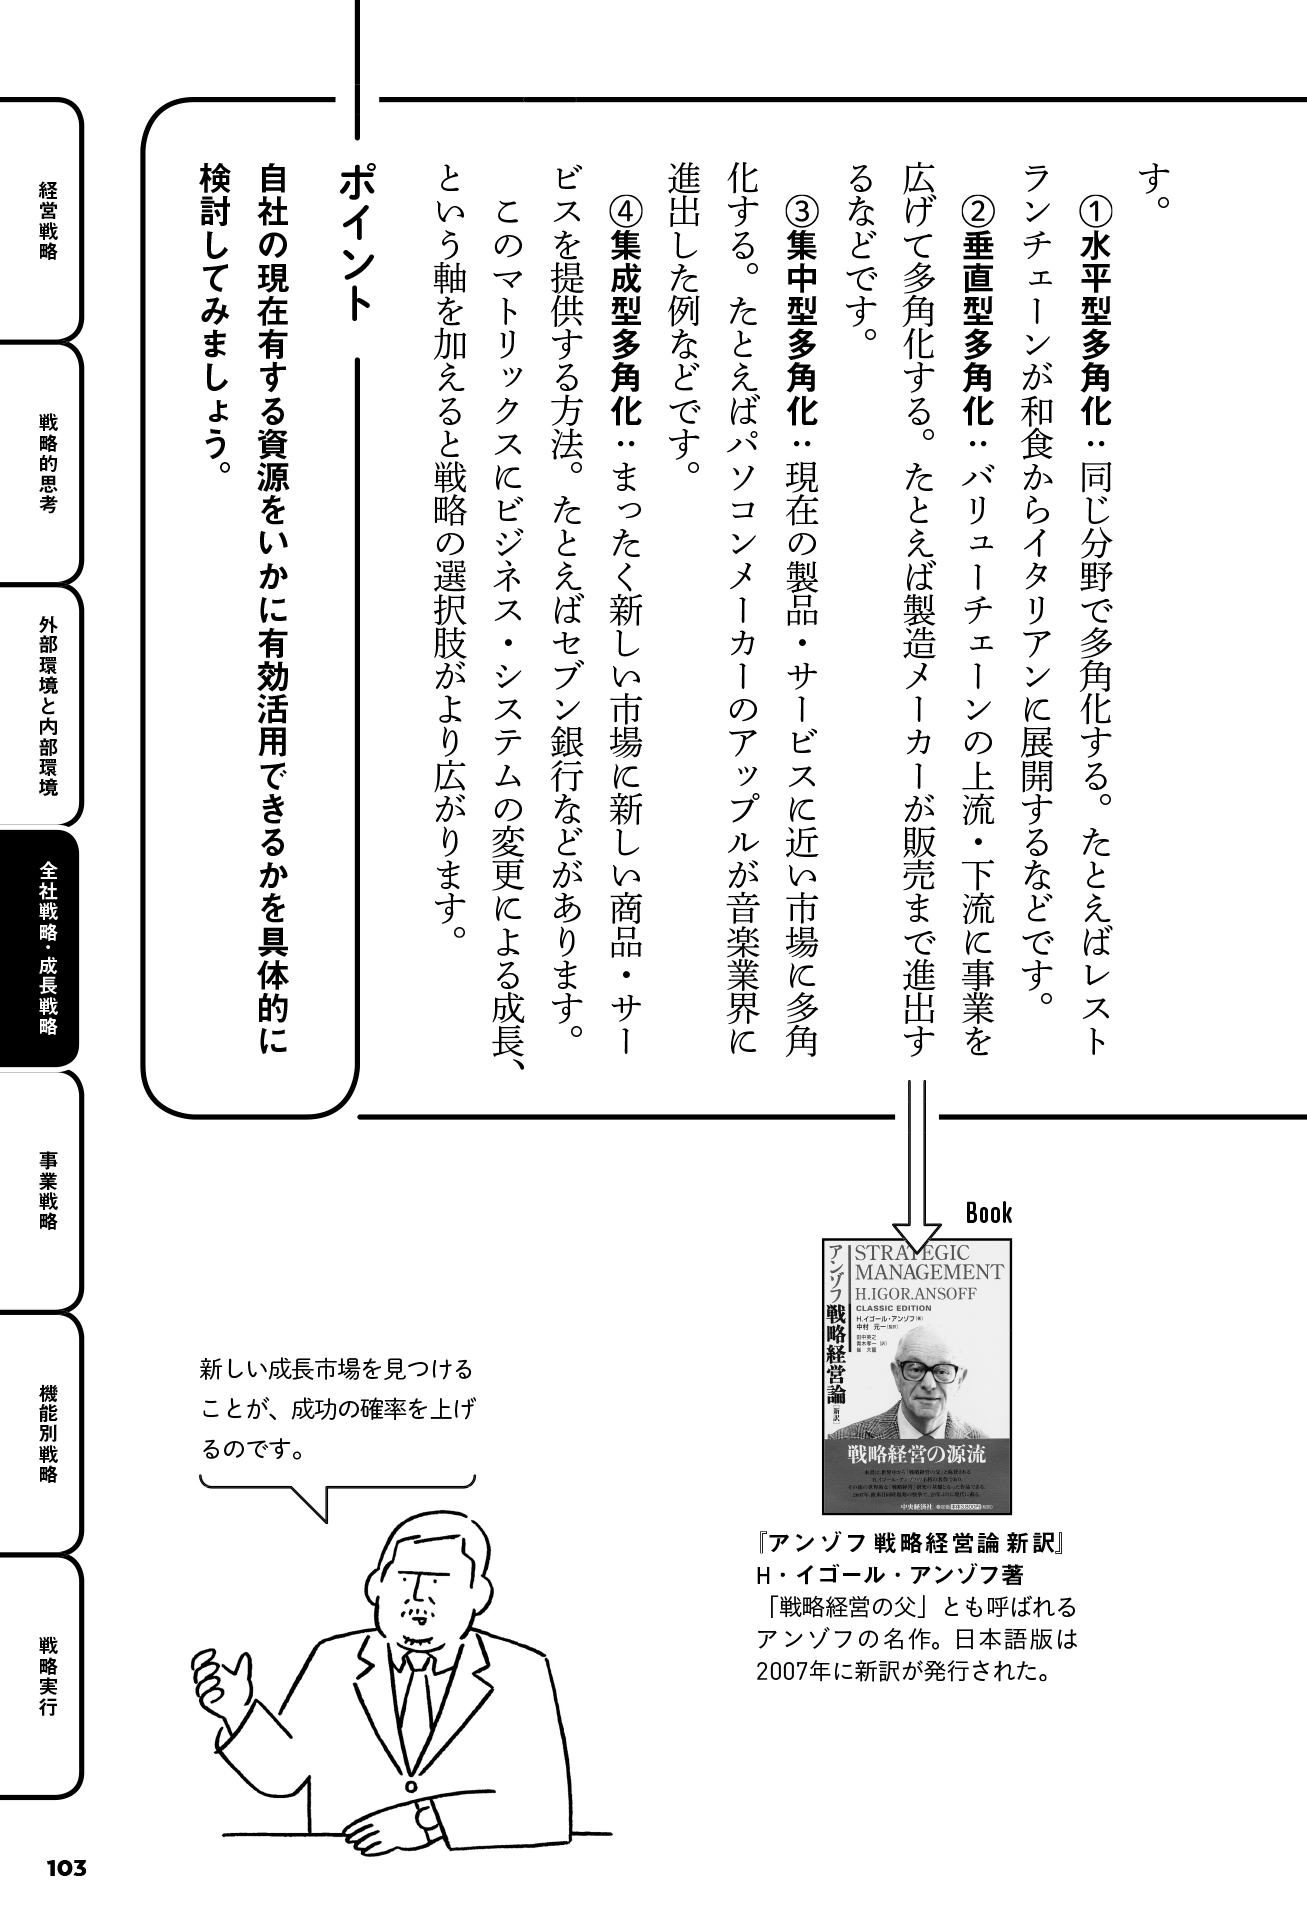 す。
①水平型多角化：同じ分野で多角化する。たとえばレスト
ランチェーンが和食からイタリアンに展開するなどです。
②垂直型多角化：バリューチェーンの上流・下流に事業を
広げて多角化する。たとえば製造メーカーが販売まで進出す
るなどです。
③集中型多角化：現在の製品・サービスに近い市場に多角
化する。たとえばパソコンメーカーのアップルが音楽業界に
進出した例などです。
④集成型多角化：まったく新しい市場に新しい商品・サー
ビスを提供する方法。たとえばセブン銀行などがあります。
このマトリックスにビジネス・システムの変更による成長、
という軸を加えると戦略の選択肢がより広がります。
ポイント
自社の現在有する資源をいかに有効活用できるかを具体的に
検討してみましょう。
Book
STRATEGIC
MANAGEMENT
H.IGOR.ANSOFF
CLASSIC EDITION
H.イゴール・アンゾフ
中村 元一
アンゾフ戦略経営論[新訳]
戦略経営の源流
中央経済社
『アンゾフ 戦略経営論 新訳』
H・イゴール・アンゾフ著
「戦略経営の父」とも呼ばれる
アンゾフの名作。日本語版は
2007年に新訳が発行された。
新しい成長市場を見つける
ことが、成功の確率を上げ
るのです。
経営戦略
戦略的思考
外部環境と内部環境
全社戦略・成長戦略
事業戦略
機能別戦略
戦略実行
103